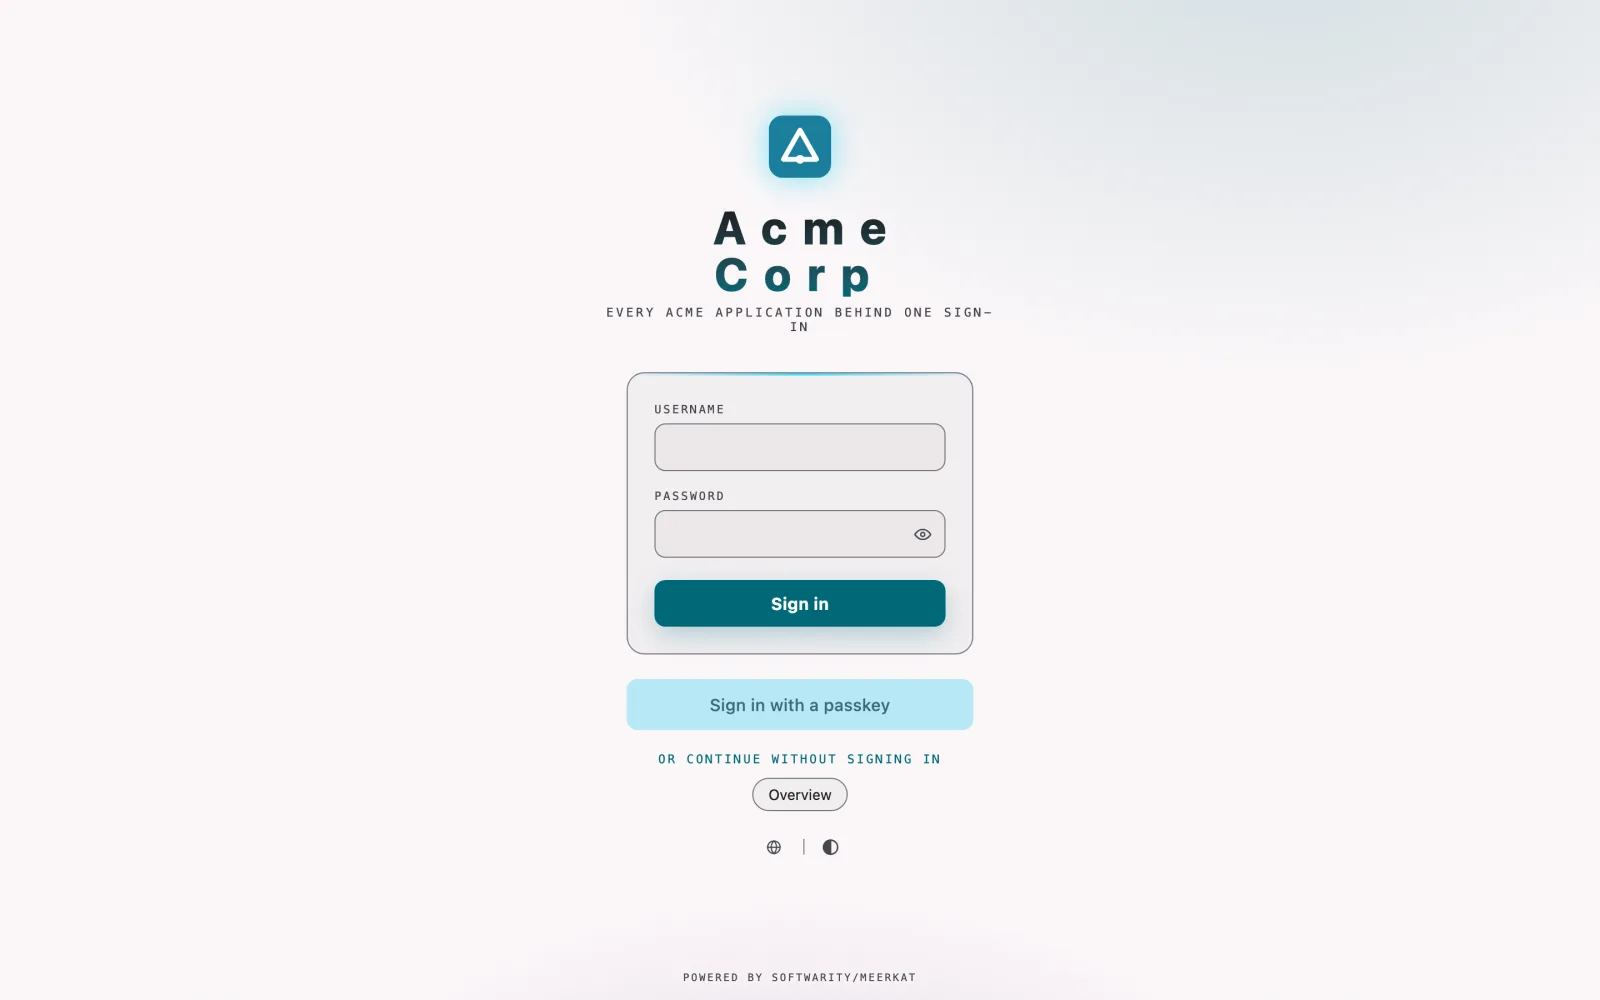 Acme
Corp
EVERY ACME APPLICATION BEHIND ONE SIGN-
IN
USERNAME
PASSWORD
Sign in
Sign in with a passkey
OR CONTINUE WITHOUT SIGNING IN
Overview
POWERED BY SOFTWARITY/MEERKAT